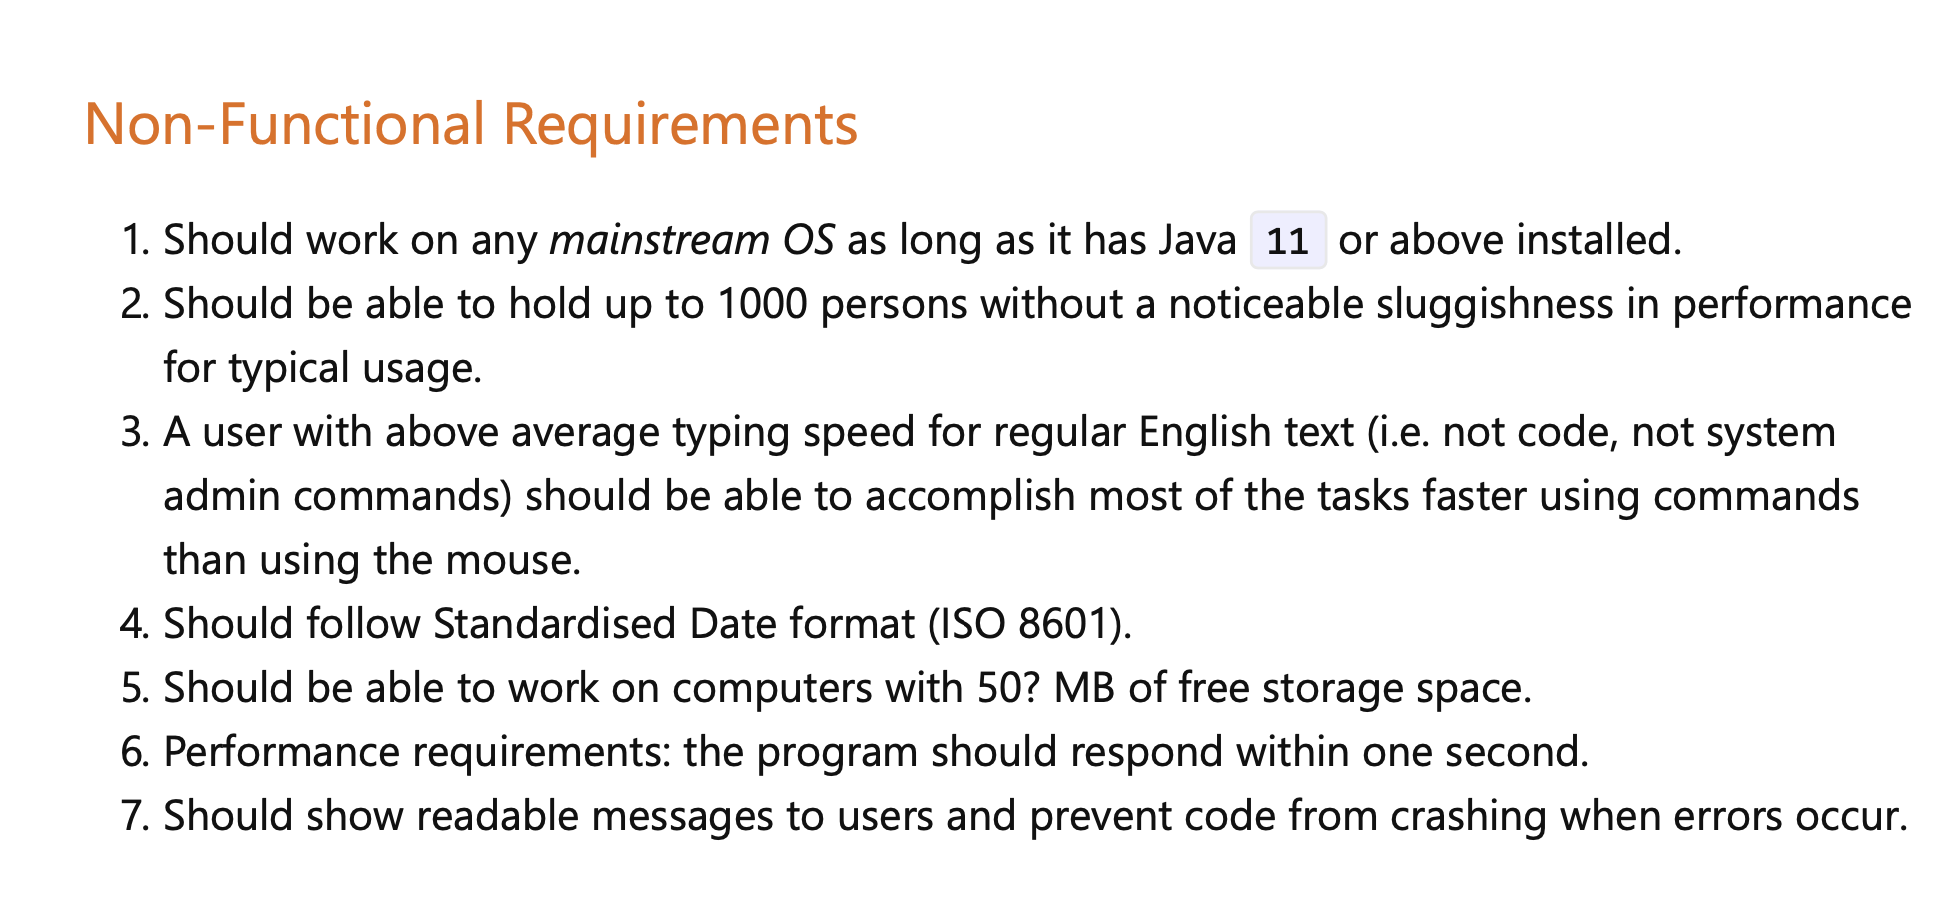 Non-Functional Requirements
1. Should work on any mainstream OS as long as it has Java 11 or above installed.
2. Should be able to hold up to 1000 persons without a noticeable sluggishness in performance
for typical usage.
3. A user with above average typing speed for regular English text (i.e. not code, not system
admin commands) should be able to accomplish most of the tasks faster using commands
than using the mouse.
4. Should follow Standardised Date format (ISO 8601).
5. Should be able to work on computers with 50? MB of free storage space.
6. Performance requirements: the program should respond within one second.
7. Should show readable messages to users and prevent code from crashing when errors occur.